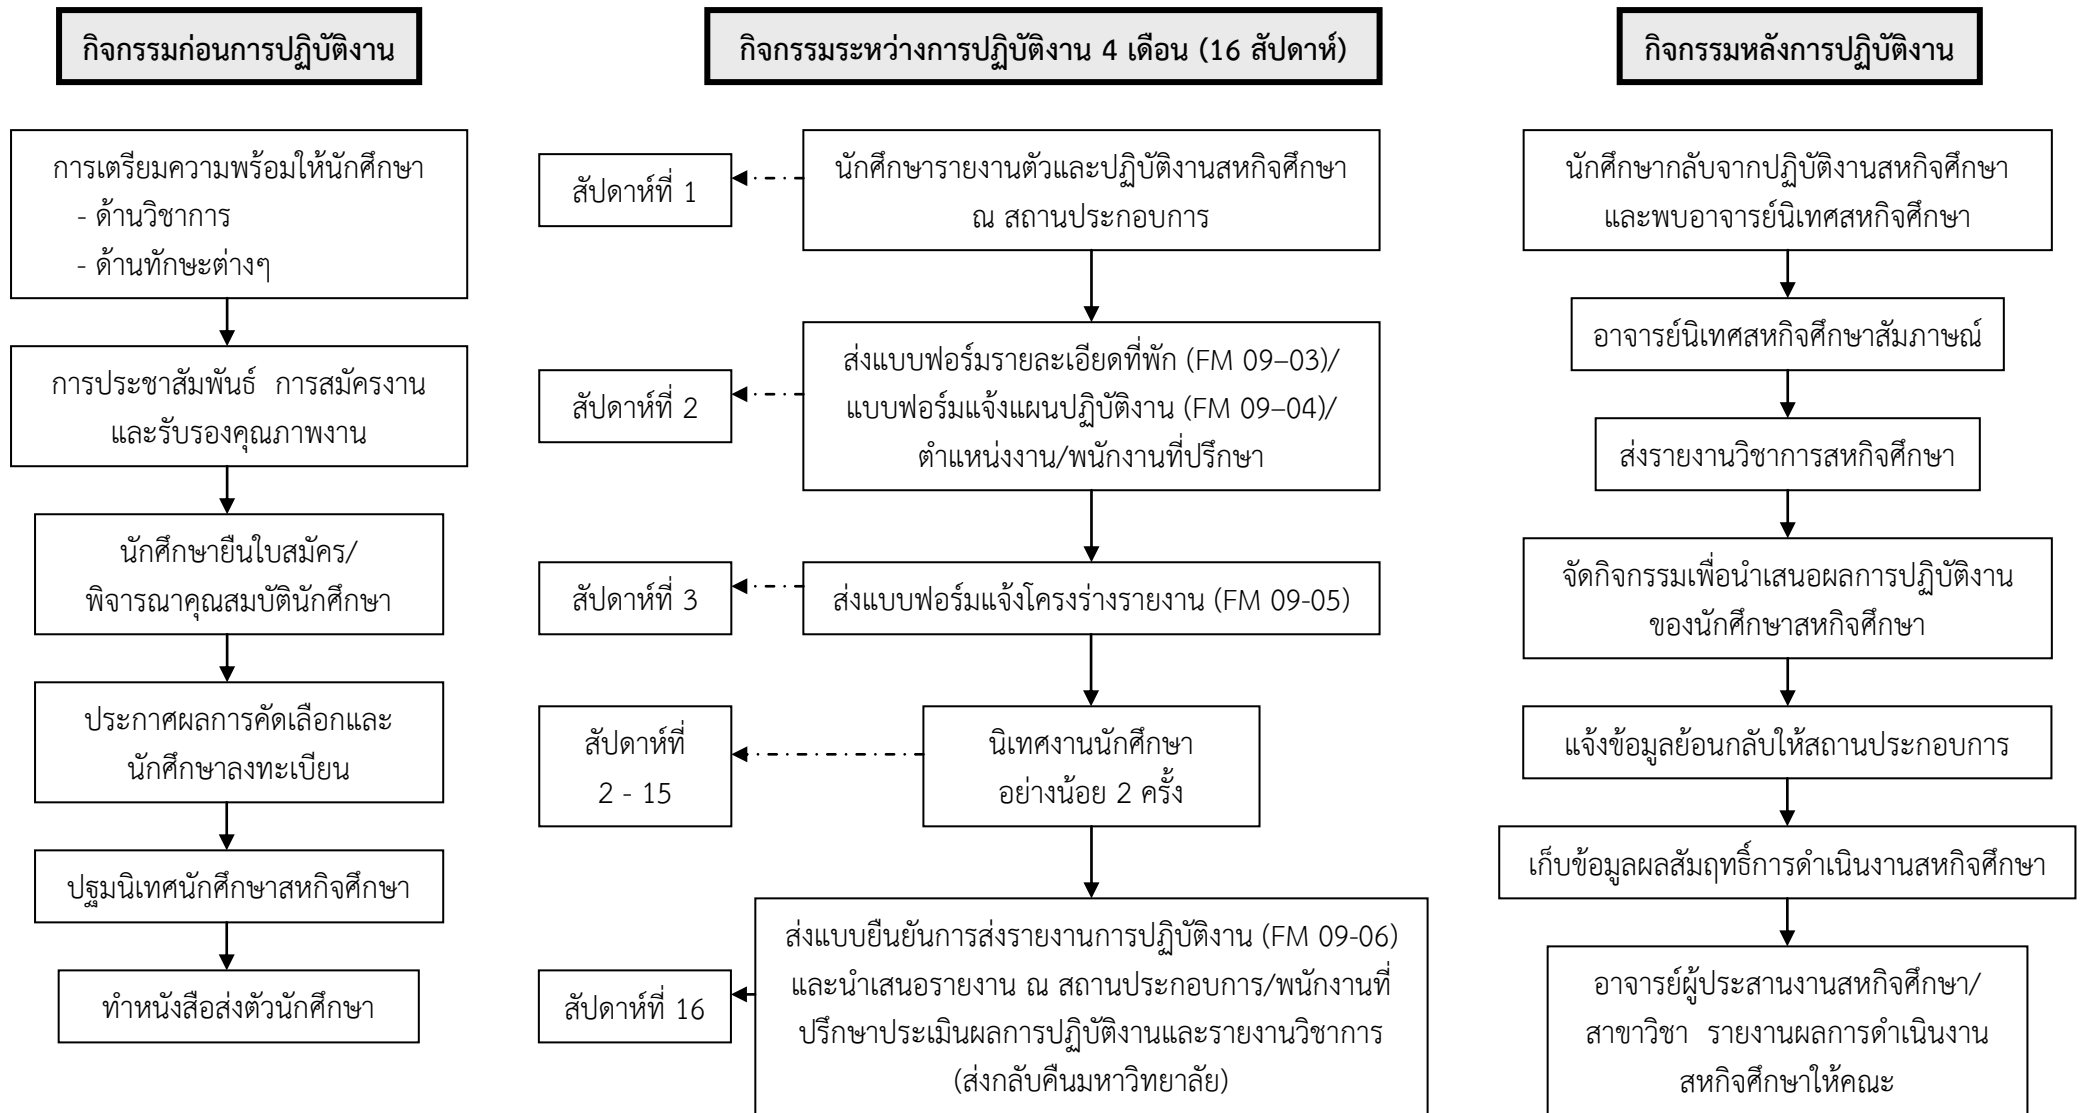 กิจกรรมก่อนการปฏิบัติงาน
การเตรียมความพร้อมให้นักศึกษา
- ด้านวิชาการ
- ด้านทักษะต่างๆ
การประชาสัมพันธ์ การสมัครงาน
และรับรองคุณภาพงาน
นักศึกษายืนใบสมัคร/
พิจารณาคุณสมบัตินักศึกษา
ประกาศผลการคัดเลือกและ
นักศึกษาลงทะเบียน
ปฐมนิเทศนักศึกษาสหกิจศึกษา
ทำหนังสือส่งตัวนักศึกษา
กิจกรรมระหว่างการปฏิบัติงาน 4 เดือน (16 สัปดาห์)
สัปดาห์ที่ 1
นักศึกษารายงานตัวและปฏิบัติงานสหกิจศึกษา
ณ สถานประกอบการ
สัปดาห์ที่ 2
ส่งแบบฟอร์มรายละเอียดที่พัก (FM 09–03)/
แบบฟอร์มแจ้งแผนปฏิบัติงาน (FM 09–04)/
ตำแหน่งงาน/พนักงานที่ปรึกษา
สัปดาห์ที่ 3
ส่งแบบฟอร์มแจ้งโครงร่างรายงาน (FM 09-05)
สัปดาห์ที่
2 - 15
นิเทศงานนักศึกษา
อย่างน้อย 2 ครั้ง
สัปดาห์ที่ 16
ส่งแบบยืนยันการส่งรายงานการปฏิบัติงาน (FM 09-06)
และนำเสนอรายงาน ณ สถานประกอบการ/พนักงานที่
ปรึกษาประเมินผลการปฏิบัติงานและรายงานวิชาการ
(ส่งกลับคืนมหาวิทยาลัย)
กิจกรรมหลังการปฏิบัติงาน
นักศึกษากลับจากปฏิบัติงานสหกิจศึกษา
และพบอาจารย์นิเทศสหกิจศึกษา
อาจารย์นิเทศสหกิจศึกษาสัมภาษณ์
ส่งรายงานวิชาการสหกิจศึกษา
จัดกิจกรรมเพื่อนำเสนอผลการปฏิบัติงาน
ของนักศึกษาสหกิจศึกษา
แจ้งข้อมูลย้อนกลับให้สถานประกอบการ
เก็บข้อมูลผลสัมฤทธิ์การดำเนินงานสหกิจศึกษา
อาจารย์ผู้ประสานงานสหกิจศึกษา/
สาขาวิชา รายงานผลการดำเนินงาน
สหกิจศึกษาให้คณะ